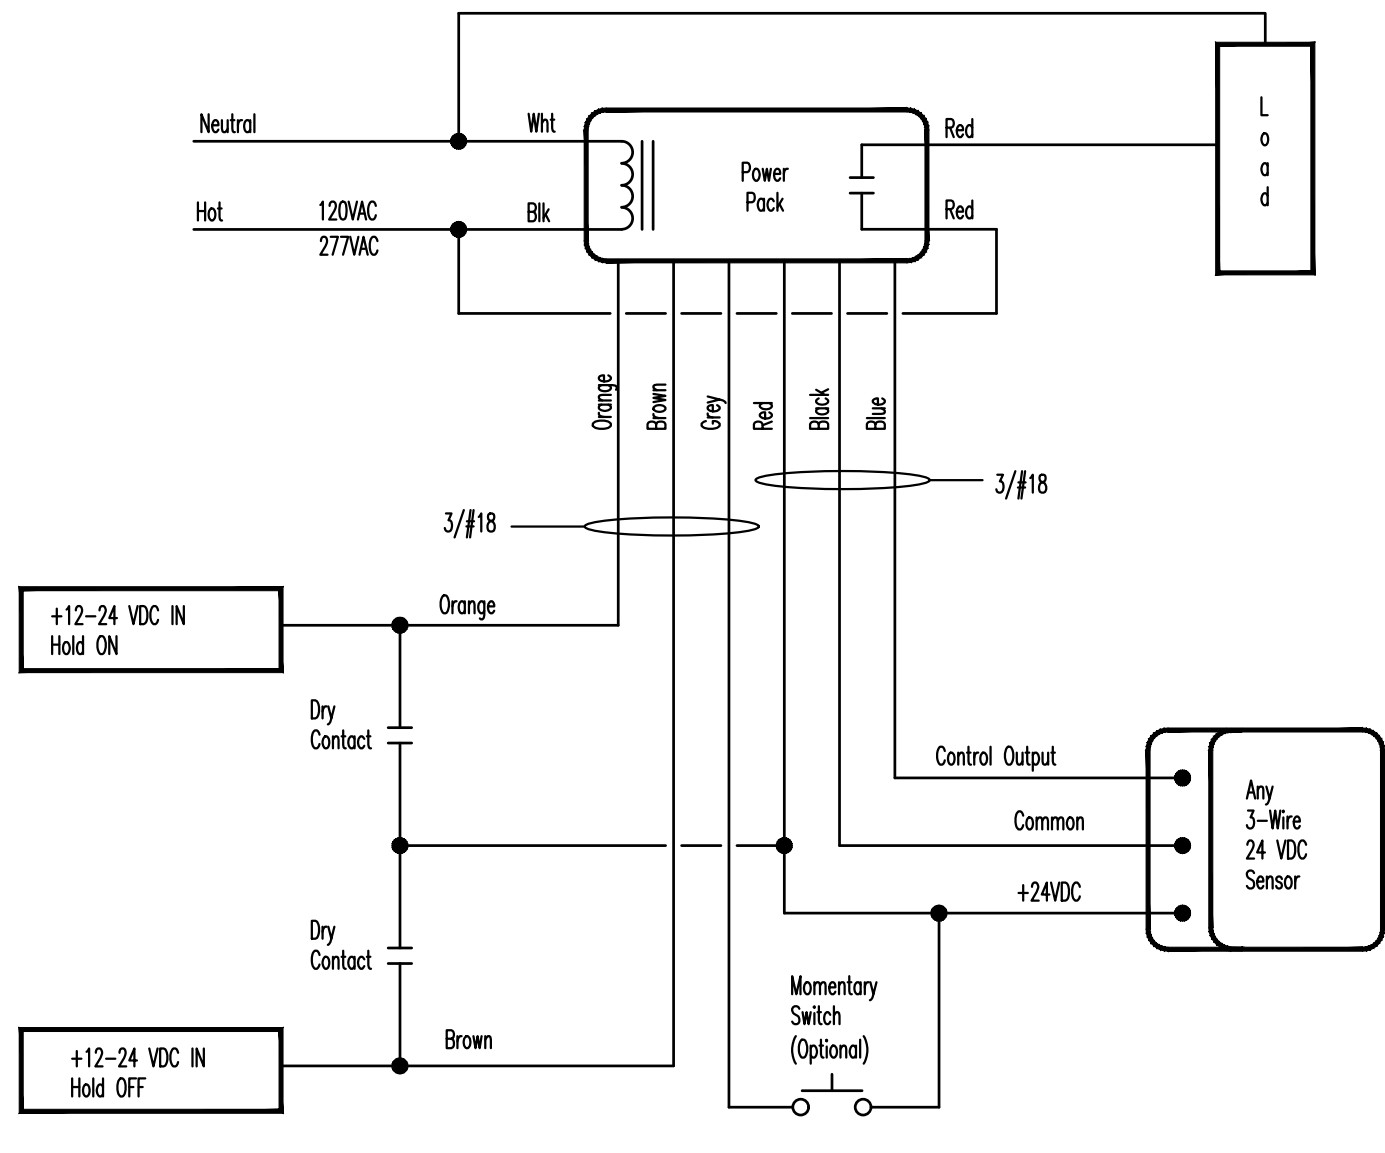 Neutral
Wht
Hot
120VAC
277VAC
Blk
Power
Pack
Red
Red
L
o
a
d
Orange
Brown
Grey
Red
Black
Blue
3/#18
3/#18
+12-24 VDC IN
Hold ON
Orange
Dry
Contact
Dry
Contact
Control Output
Common
+24VDC
Any
3-Wire
24 VDC
Sensor
Momentary
Switch
(Optional)
+12-24 VDC IN
Hold OFF
Brown